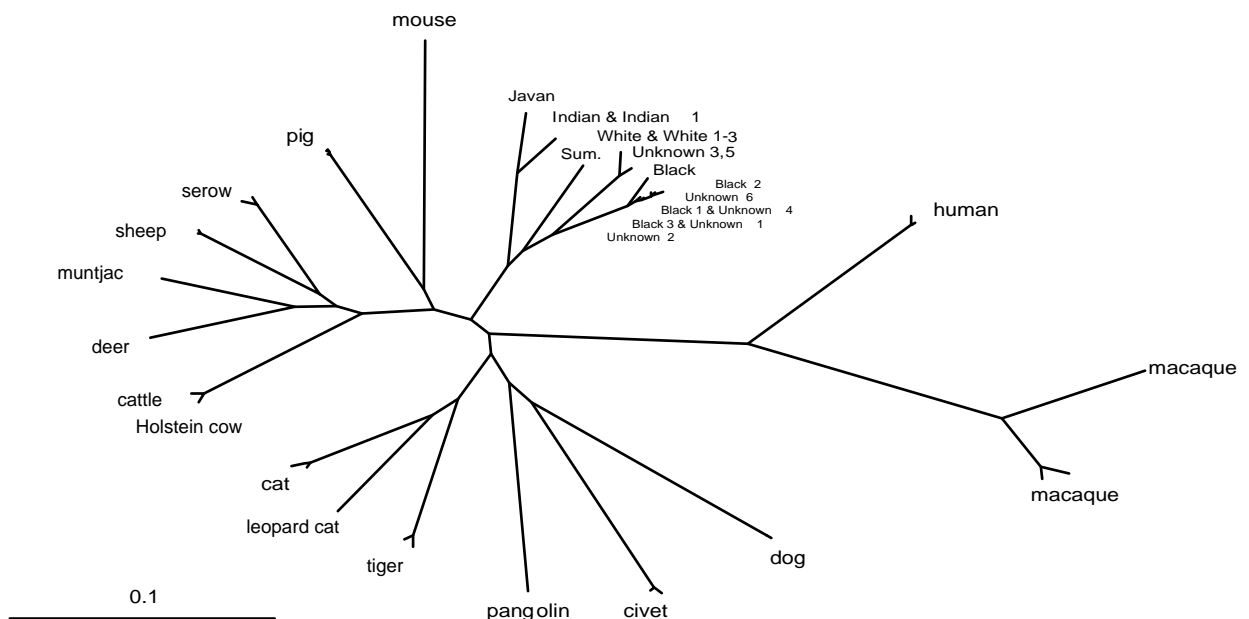 mouse
Javan
Indian & Indian 1
White & White 1-3
pig
Sum.
Unknown 3,5
Black
serow
Black 2
Unknown 6
Black 1 & Unknown 4
human
sheep
Black 3 & Unknown 1
Unknown 2
muntjac
deer
macaque
cattle
Holstein cow
cat
macaque
leopard cat
tiger
dog
0.1
pangolin
civet